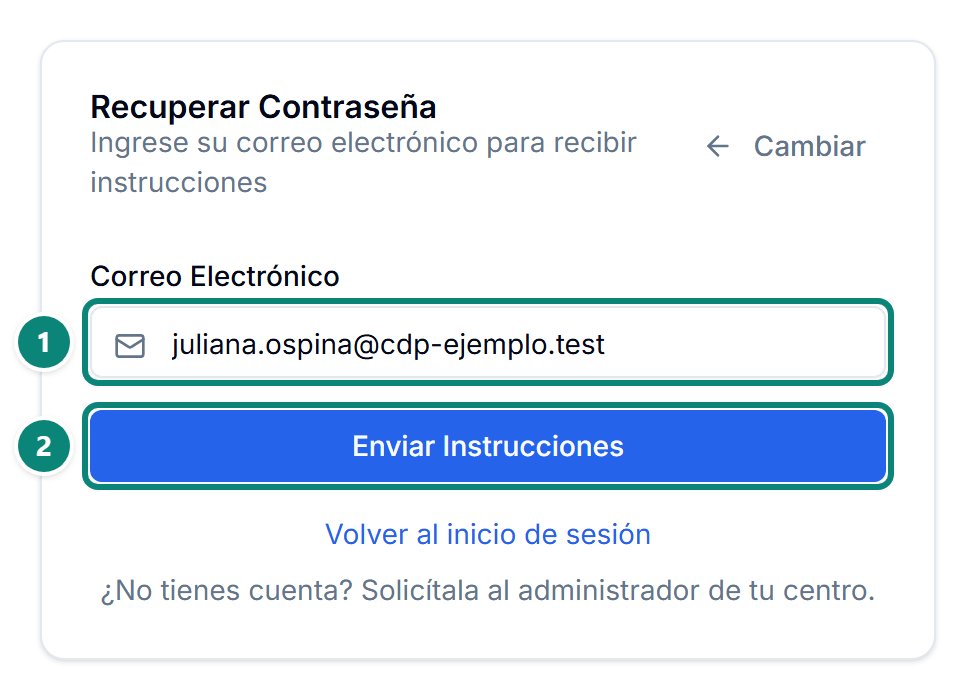 Recuperar Contraseña
Ingrese su correo electrónico para recibir
instrucciones
← Cambiar
Correo Electrónico
1
juliana.ospina@cdp-ejemplo.test
2
Enviar Instrucciones
Volver al inicio de sesión
¿No tienes cuenta? Solicítala al administrador de tu centro.